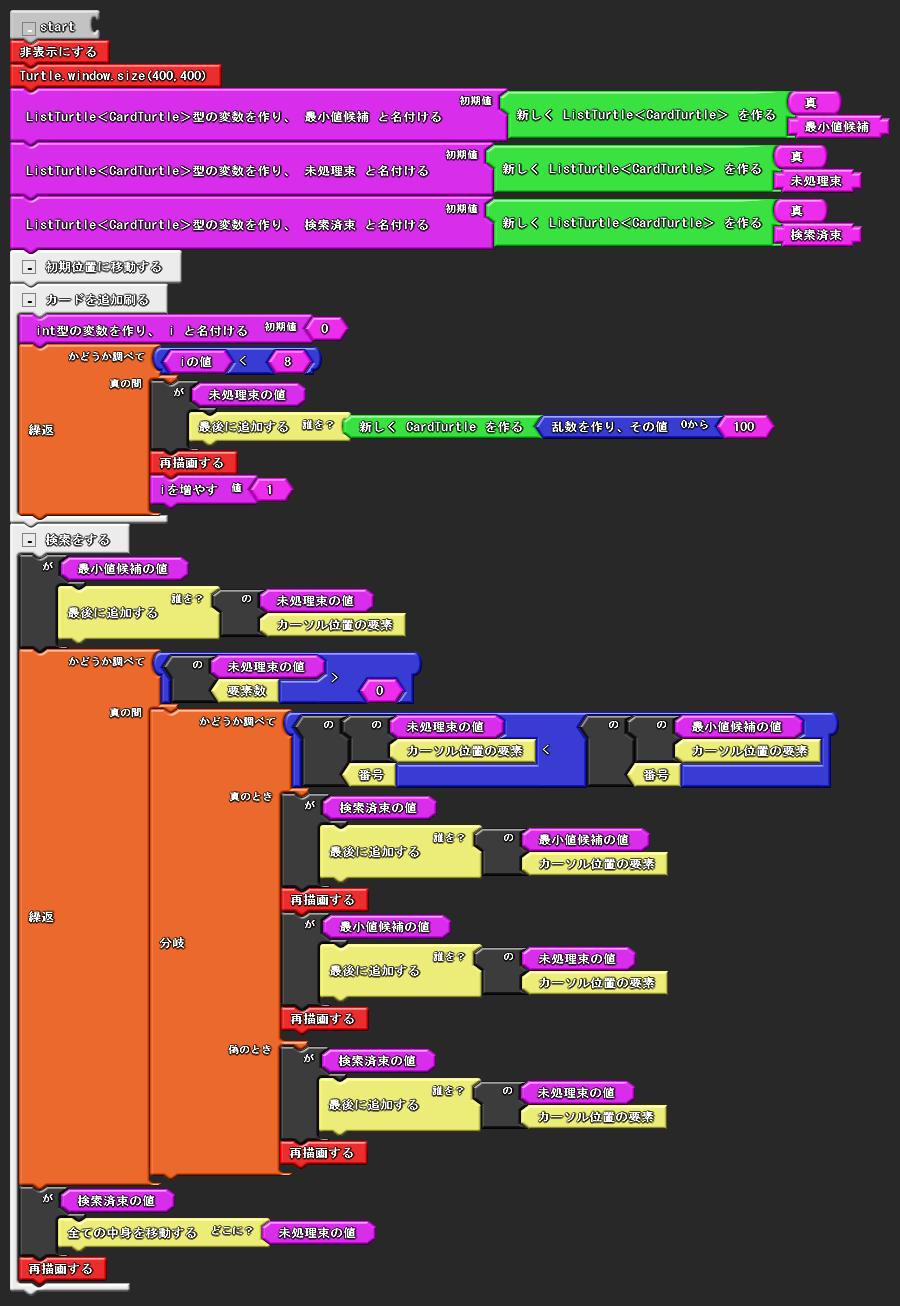 start
非表示にする
Turtle.window.size(400,400)
ListTurtle<CardTurtle>型の変数を作り、 最小値候補 と名付ける 初期値 新しく ListTurtle<CardTurtle> を作る 真
最小値候補
ListTurtle<CardTurtle>型の変数を作り、 未処理束 と名付ける 初期値 新しく ListTurtle<CardTurtle> を作る 真
未処理束
ListTurtle<CardTurtle>型の変数を作り、 検索済束 と名付ける 初期値 新しく ListTurtle<CardTurtle> を作る 真
検索済束
初期位置に移動する
カードを追加刷る
int型の変数を作り、 i と名付ける 初期値 0
かどうか調べて iの値 < 8
真の間 が 未処理束の値
繰返 最後に追加する 誰を? 新しく CardTurtle を作る 乱数を作り、その値 0から 100
再描画する
iを増やす 値 1
検索をする
が 最小値候補の値
最後に追加する 誰を? の 未処理束の値
カーソル位置の要素
かどうか調べて の 未処理束の値 >
要素数 0
真の間 かどうか調べて の の 未処理束の値 < の の 最小値候補の値
カーソル位置の要素 カーソル位置の要素
番号 番号
真のとき が 検索済束の値
最後に追加する 誰を? の 最小値候補の値
カーソル位置の要素
再描画する
繰返 が 最小値候補の値
分岐 最後に追加する 誰を? の 未処理束の値
カーソル位置の要素
再描画する
偽のとき が 検索済束の値
最後に追加する 誰を? の 未処理束の値
カーソル位置の要素
再描画する
が 検索済束の値
全ての中身を移動する どこに? 未処理束の値
再描画する